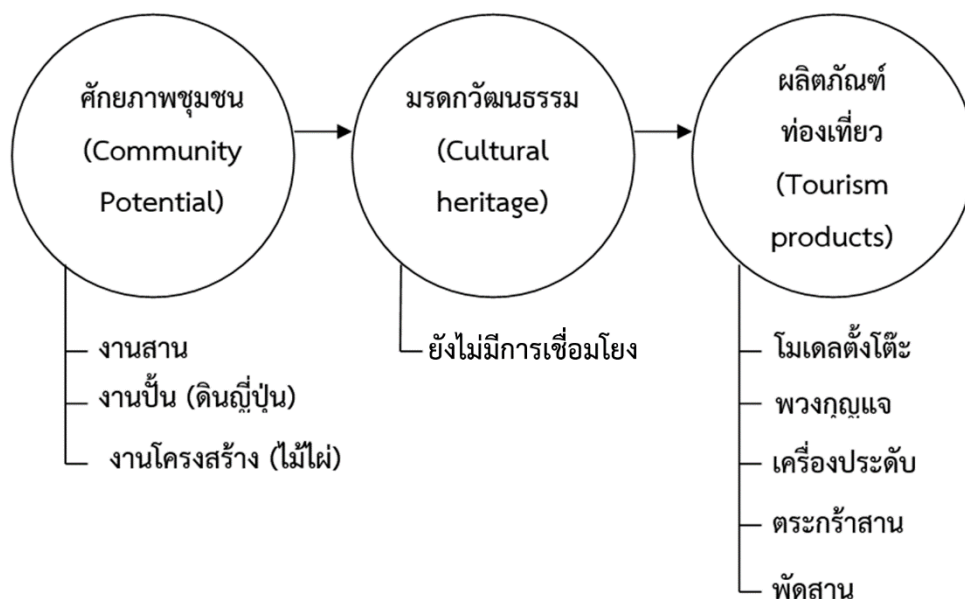 ศักยภาพชุมชน
(Community
Potential)
มรดกวัฒนธรรม
(Cultural
heritage)
ผลิตภัณฑ์
ท่องเที่ยว
(Tourism
products)
งานสาน
งานปั้น (ดินญี่ปุ่น)
งานโครงสร้าง (ไม้ไผ่)
ยังไม่มีการเชื่อมโยง
โมเดลตั้งโต๊ะ
พวงกุญแจ
เครื่องประดับ
ตระกร้าสาน
พัดสาน